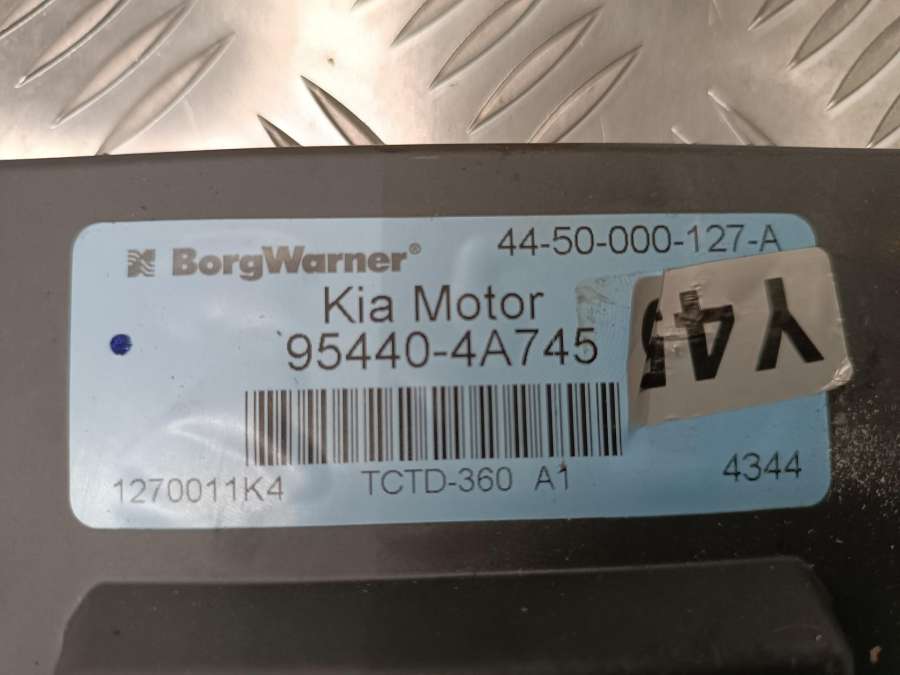 BorgWarner®
44-50-000-127-A
Kia Motor
95440-4A745
1270011K4
TCTD-360 A1
4344